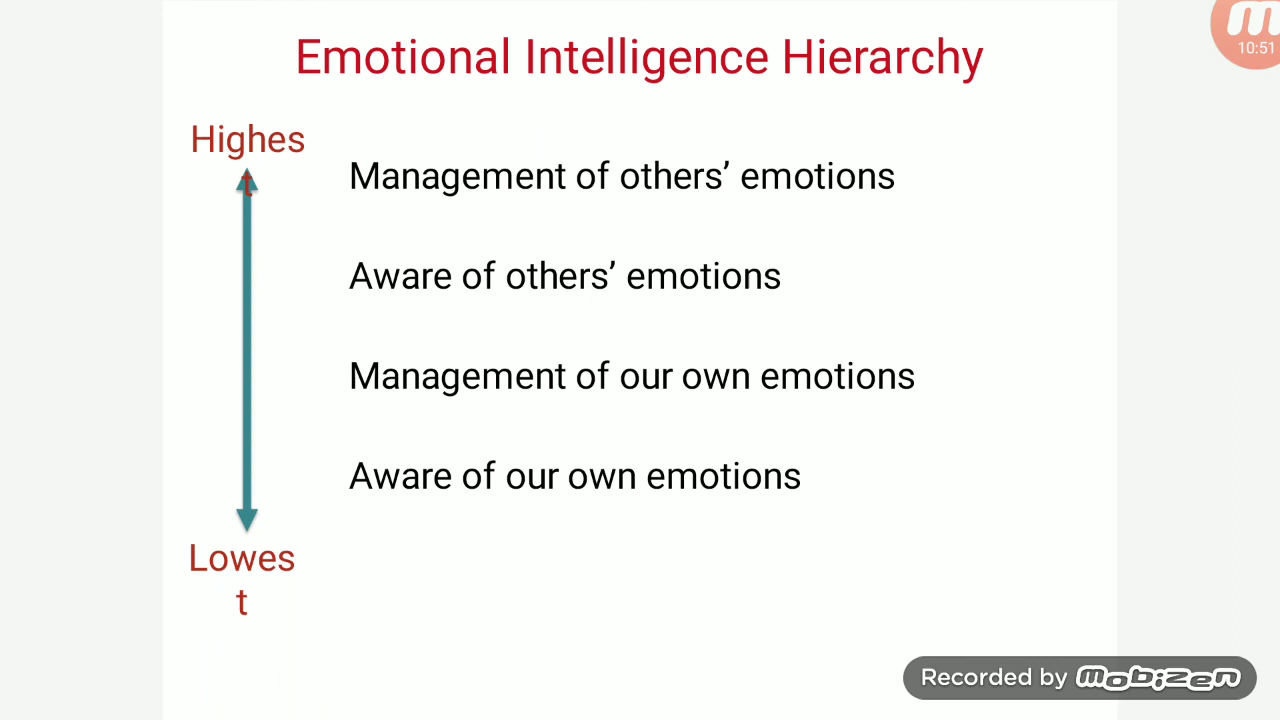 Emotional Intelligence Hierarchy
10:51
Highes
t
Management of others’ emotions
Aware of others’ emotions
Management of our own emotions
Aware of our own emotions
Lowes
t
Recorded by mobizen